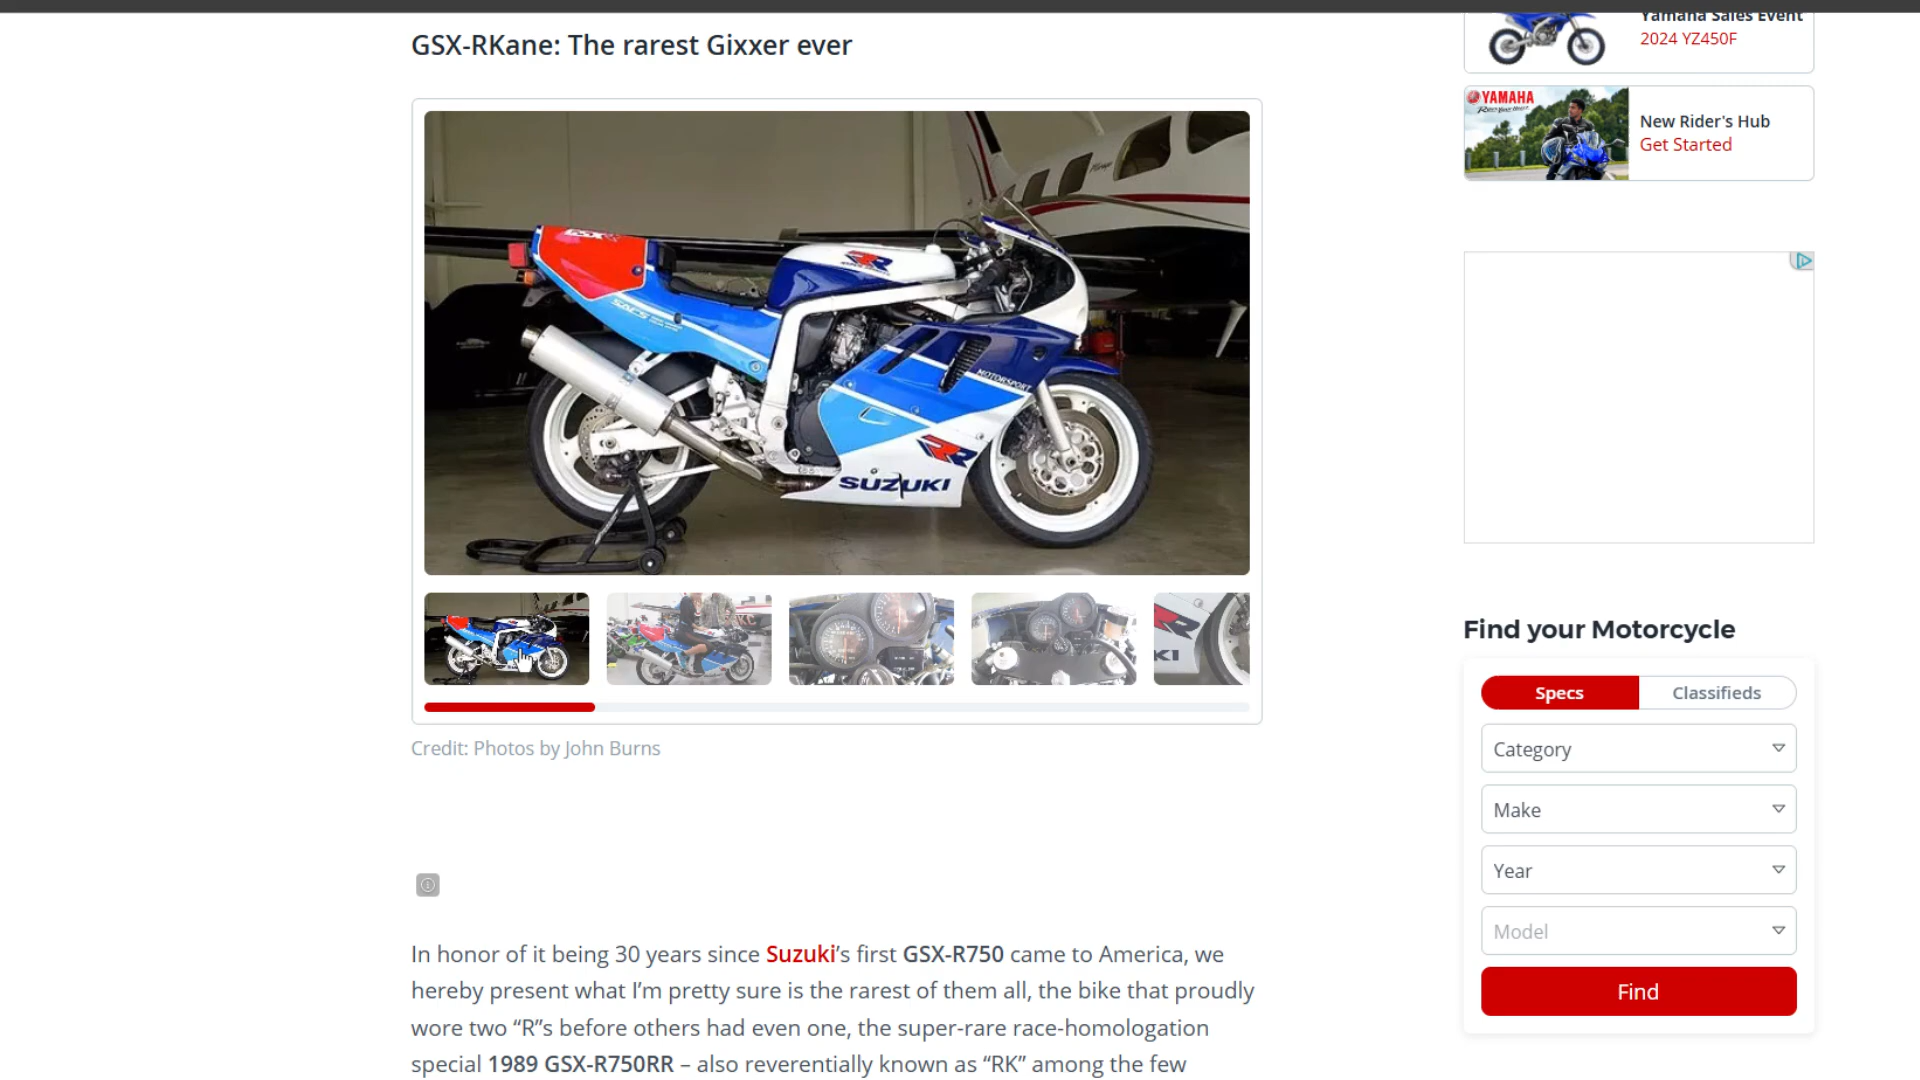 GSX-RKane: The rarest Gixxer ever
RR
SACS
MOTORSPORT
RR
SUZUKI
Credit: Photos by John Burns
In honor of it being 30 years since Suzuki’s first GSX-R750 came to America, we
hereby present what I’m pretty sure is the rarest of them all, the bike that proudly
wore two “R”s before others had even one, the super-rare race-homologation
special 1989 GSX-R750RR – also reverentially known as “RK” among the few
Yamaha Sales Event
2024 YZ450F
YAMAHA
New Rider's Hub
Get Started
Find your Motorcycle
Specs
Classifieds
Category
Make
Year
Model
Find